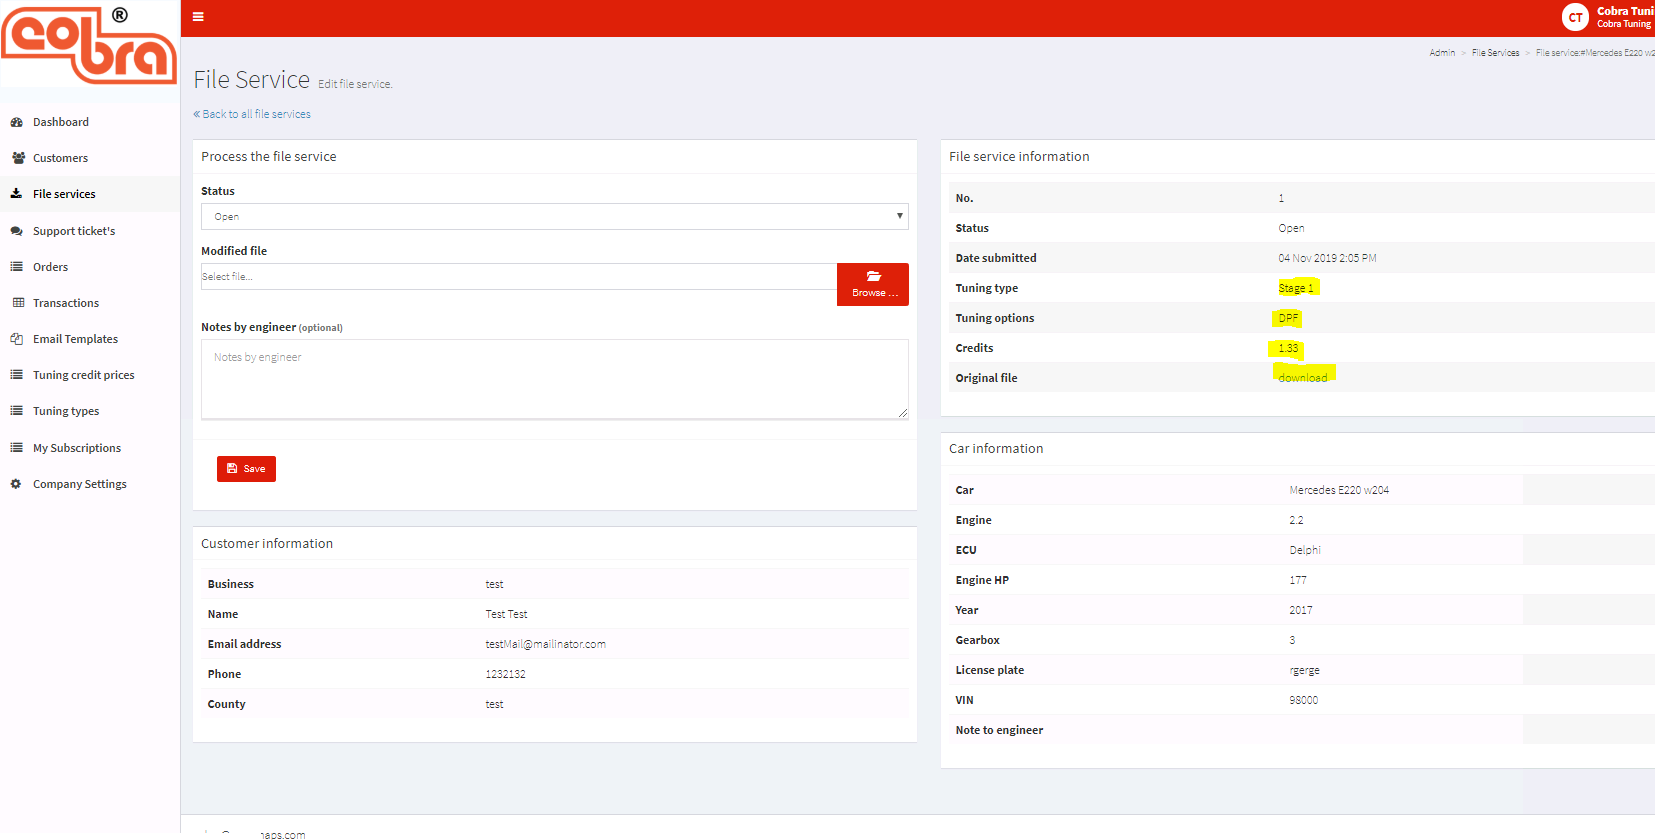 cobra ®
CT
Cobra Tuni
Cobra Tuning
Admin > File Services > File service:#Mercedes E220 w2
File Service Edit file service.
« Back to all file services
Dashboard
Customers
File services
Support ticket's
Orders
Transactions
Email Templates
Tuning credit prices
Tuning types
My Subscriptions
Company Settings
Process the file service
Status
Open
Modified file
Select file...
Browse ...
Notes by engineer (optional)
Notes by engineer
Save
Customer information
Business test
Name Test Test
Email address testMail@mailinator.com
Phone 1232132
County test
File service information
No. 1
Status Open
Date submitted 04 Nov 2019 2:05 PM
Tuning type Stage 1
Tuning options DPF
Credits 1.33
Original file download
Car information
Car Mercedes E220 w204
Engine 2.2
ECU Delphi
Engine HP 177
Year 2017
Gearbox 3
License plate rgerge
VIN 98000
Note to engineer
aps.com